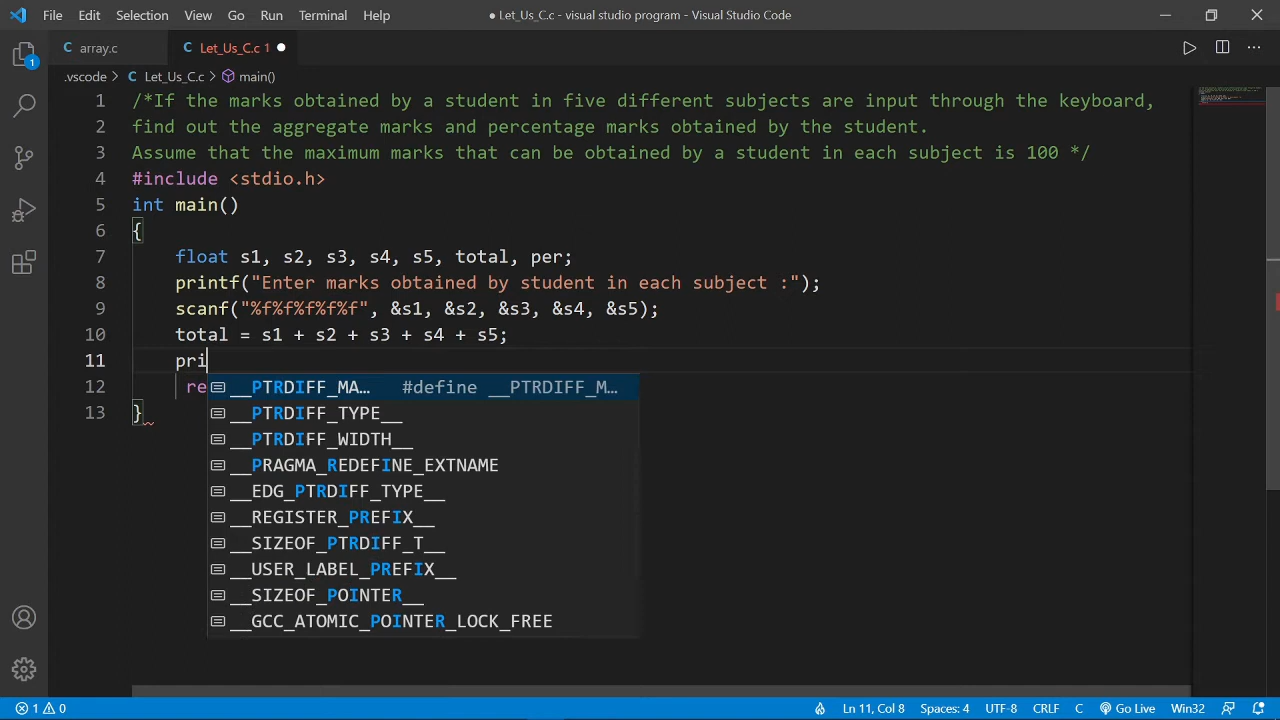 File Edit Selection View Go Run Terminal Help ● Let_Us_C.c - visual studio program - Visual Studio Code
C array.c C Let_Us_C.c 1 ●
.vscode > C Let_Us_C.c > main()
1 /*If the marks obtained by a student in five different subjects are input through the keyboard,
2 find out the aggregate marks and percentage marks obtained by the student.
3 Assume that the maximum marks that can be obtained by a student in each subject is 100 */
4 #include <stdio.h>
5 int main()
6 {
7 float s1, s2, s3, s4, s5, total, per;
8 printf("Enter marks obtained by student in each subject :");
9 scanf("%f%f%f%f%f", &s1, &s2, &s3, &s4, &s5);
10 total = s1 + s2 + s3 + s4 + s5;
11 pri
12 re __PTRDIFF_MA… #define __PTRDIFF_M…
13 } __PTRDIFF_TYPE__
__PTRDIFF_WIDTH__
__PRAGMA_REDEFINE_EXTNAME
__EDG_PTRDIFF_TYPE__
__REGISTER_PREFIX__
__SIZEOF_PTRDIFF_T__
__USER_LABEL_PREFIX__
__SIZEOF_POINTER__
__GCC_ATOMIC_POINTER_LOCK_FREE
1
1 0 Ln 11, Col 8 Spaces: 4 UTF-8 CRLF C Go Live Win32